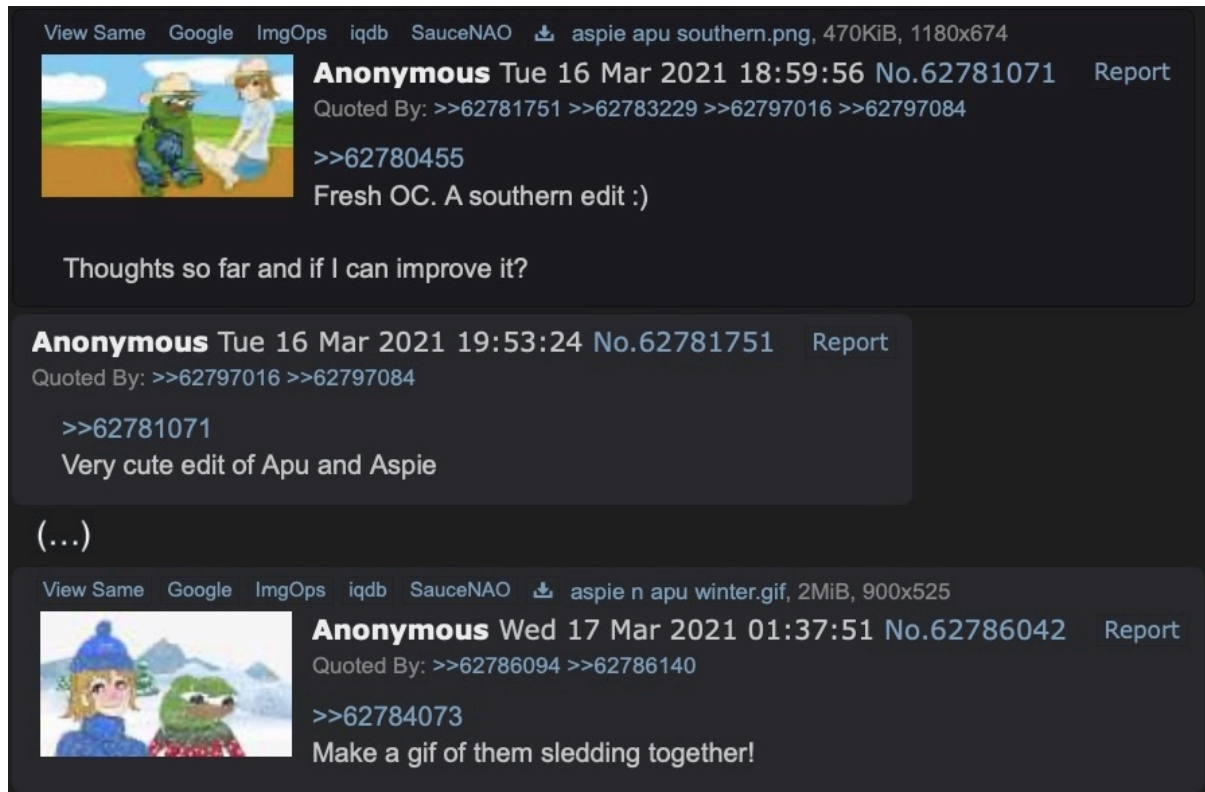 View Same Google ImgOps iqdb SauceNAO aspie apu southern.png, 470KiB, 1180x674
Anonymous Tue 16 Mar 2021 18:59:56 No.62781071 Report
Quoted By: >>62781751 >>62783229 >>62797016 >>62797084
>>62780455
Fresh OC. A southern edit :)
Thoughts so far and if I can improve it?
Anonymous Tue 16 Mar 2021 19:53:24 No.62781751 Report
Quoted By: >>62797016 >>62797084
>>62781071
Very cute edit of Apu and Aspie
(...)
View Same Google ImgOps iqdb SauceNAO aspie n apu winter.gif, 2MiB, 900x525
Anonymous Wed 17 Mar 2021 01:37:51 No.62786042 Report
Quoted By: >>62786094 >>62786140
>>62784073
Make a gif of them sledding together!